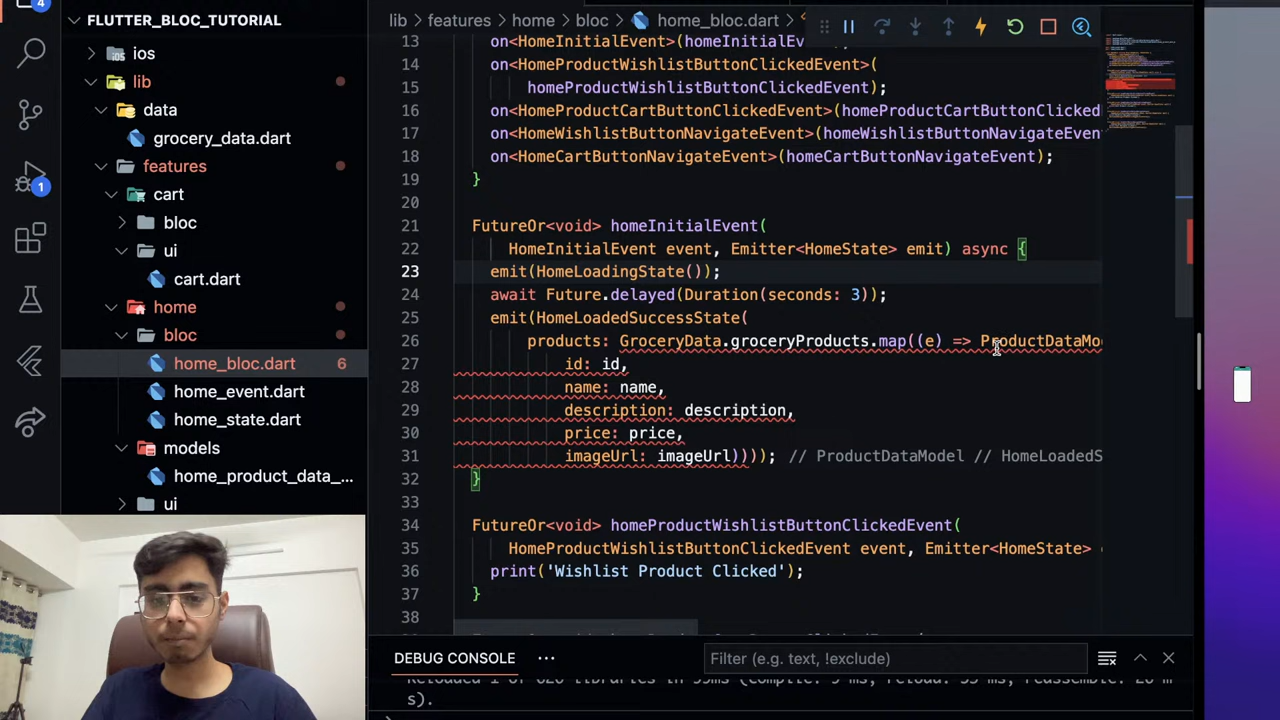 4
FLUTTER_BLOC_TUTORIAL
ios
lib
data
grocery_data.dart
features
cart
bloc
ui
cart.dart
home
bloc
home_bloc.dart 6
home_event.dart
home_state.dart
models
home_product_data_...
ui
1
lib > features > home > bloc > home_bloc.dart >
13 on<HomeInitialEvent>(homeInitialEv
14 on<HomeProductWishlistButtonClickedEvent>(
15 homeProductWishlistButtonClickedEvent);
16 on<HomeProductCartButtonClickedEvent>(homeProductCartButtonClicked
17 on<HomeWishlistButtonNavigateEvent>(homeWishlistButtonNavigateEven
18 on<HomeCartButtonNavigateEvent>(homeCartButtonNavigateEvent);
19 }
20
21 FutureOr<void> homeInitialEvent(
22 HomeInitialEvent event, Emitter<HomeState> emit) async {
23 emit(HomeLoadingState());
24 await Future.delayed(Duration(seconds: 3));
25 emit(HomeLoadedSuccessState(
26 products: GroceryData.groceryProducts.map((e) => ProductDataMo
27 id: id,
28 name: name,
29 description: description,
30 price: price,
31 imageUrl: imageUrl)))); // ProductDataModel // HomeLoadedS
32 }
33
34 FutureOr<void> homeProductWishlistButtonClickedEvent(
35 HomeProductWishlistButtonClickedEvent event, Emitter<HomeState>
36 print('Wishlist Product Clicked');
37 }
38
DEBUG CONSOLE ... Filter (e.g. text, !exclude)
s).